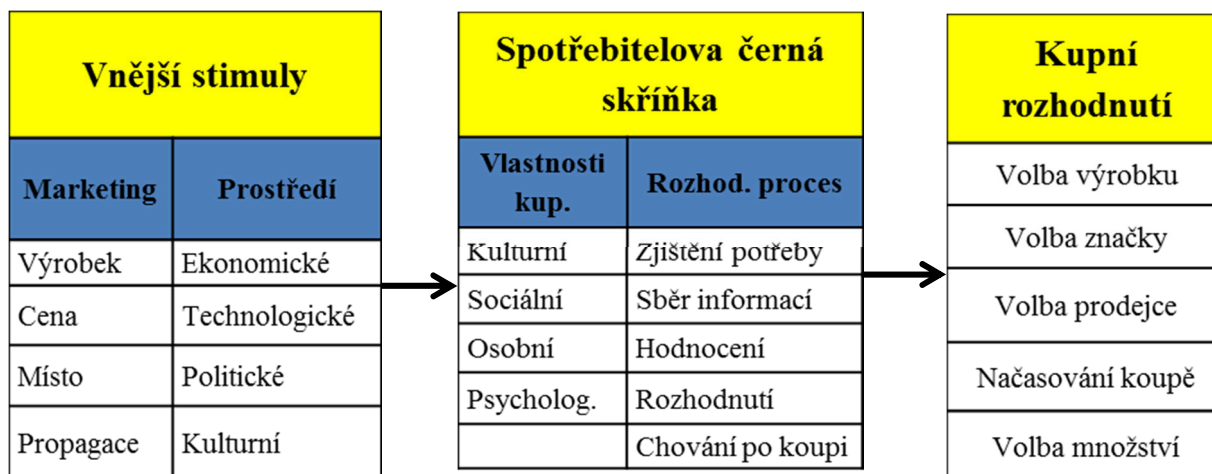 Vnější stimuly
Marketing Prostředí
Výrobek Ekonomické
Cena Technologické
Místo Politické
Propagace Kulturní
Spotřebitelova černá
skříňka
Vlastnosti
kup.
Rozhod. proces
Kulturní Zjištění potřeby
Sociální Sběr informací
Osobní Hodnocení
Psycholog. Rozhodnutí
Chování po koupi
Kupní
rozhodnutí
Volba výrobku
Volba značky
Volba prodejce
Načasování koupě
Volba množství